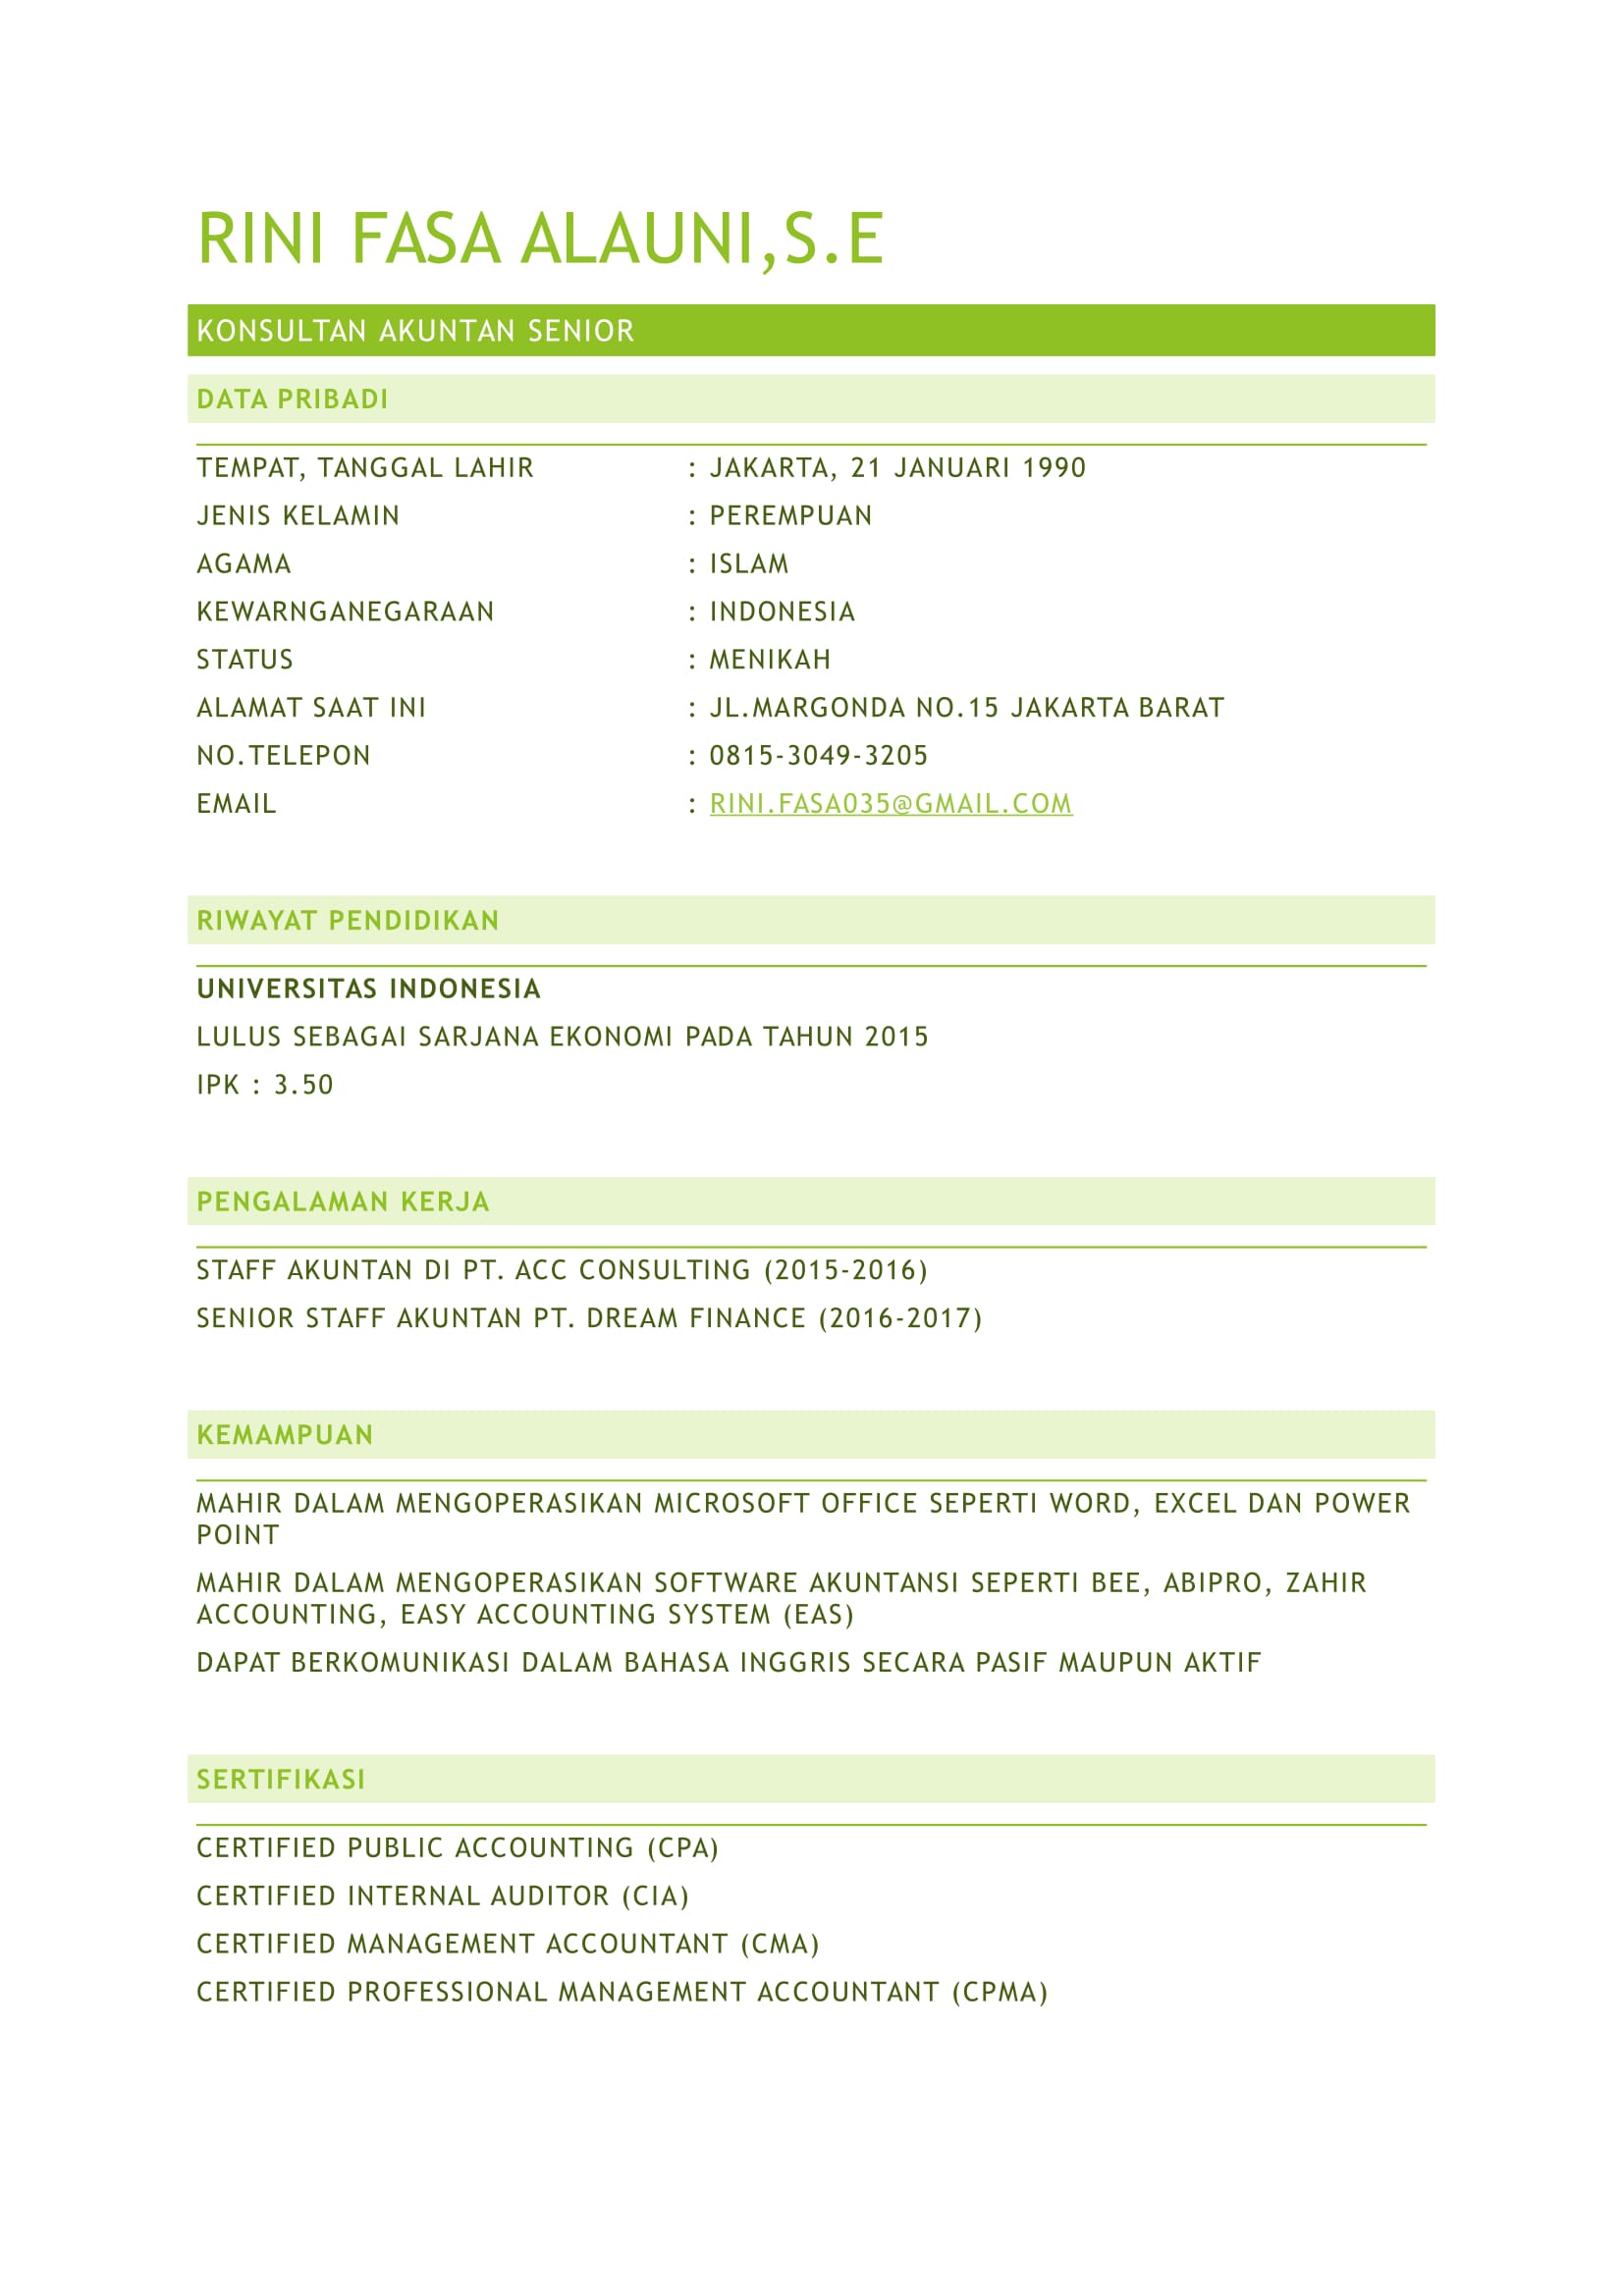 RINI FASA ALAUNI,S.E
KONSULTAN AKUNTAN SENIOR
DATA PRIBADI
TEMPAT, TANGGAL LAHIR : JAKARTA, 21 JANUARI 1990
JENIS KELAMIN : PEREMPUAN
AGAMA : ISLAM
KEWARNGANEGARAAN : INDONESIA
STATUS : MENIKAH
ALAMAT SAAT INI : JL.MARGONDA NO.15 JAKARTA BARAT
NO.TELEPON : 0815-3049-3205
EMAIL : RINI.FASA035@GMAIL.COM
RIWAYAT PENDIDIKAN
UNIVERSITAS INDONESIA
LULUS SEBAGAI SARJANA EKONOMI PADA TAHUN 2015
IPK : 3.50
PENGALAMAN KERJA
STAFF AKUNTAN DI PT. ACC CONSULTING (2015-2016)
SENIOR STAFF AKUNTAN PT. DREAM FINANCE (2016-2017)
KEMAMPUAN
MAHIR DALAM MENGOPERASIKAN MICROSOFT OFFICE SEPERTI WORD, EXCEL DAN POWER
POINT
MAHIR DALAM MENGOPERASIKAN SOFTWARE AKUNTANSI SEPERTI BEE, ABIPRO, ZAHIR
ACCOUNTING, EASY ACCOUNTING SYSTEM (EAS)
DAPAT BERKOMUNIKASI DALAM BAHASA INGGRIS SECARA PASIF MAUPUN AKTIF
SERTIFIKASI
CERTIFIED PUBLIC ACCOUNTING (CPA)
CERTIFIED INTERNAL AUDITOR (CIA)
CERTIFIED MANAGEMENT ACCOUNTANT (CMA)
CERTIFIED PROFESSIONAL MANAGEMENT ACCOUNTANT (CPMA)